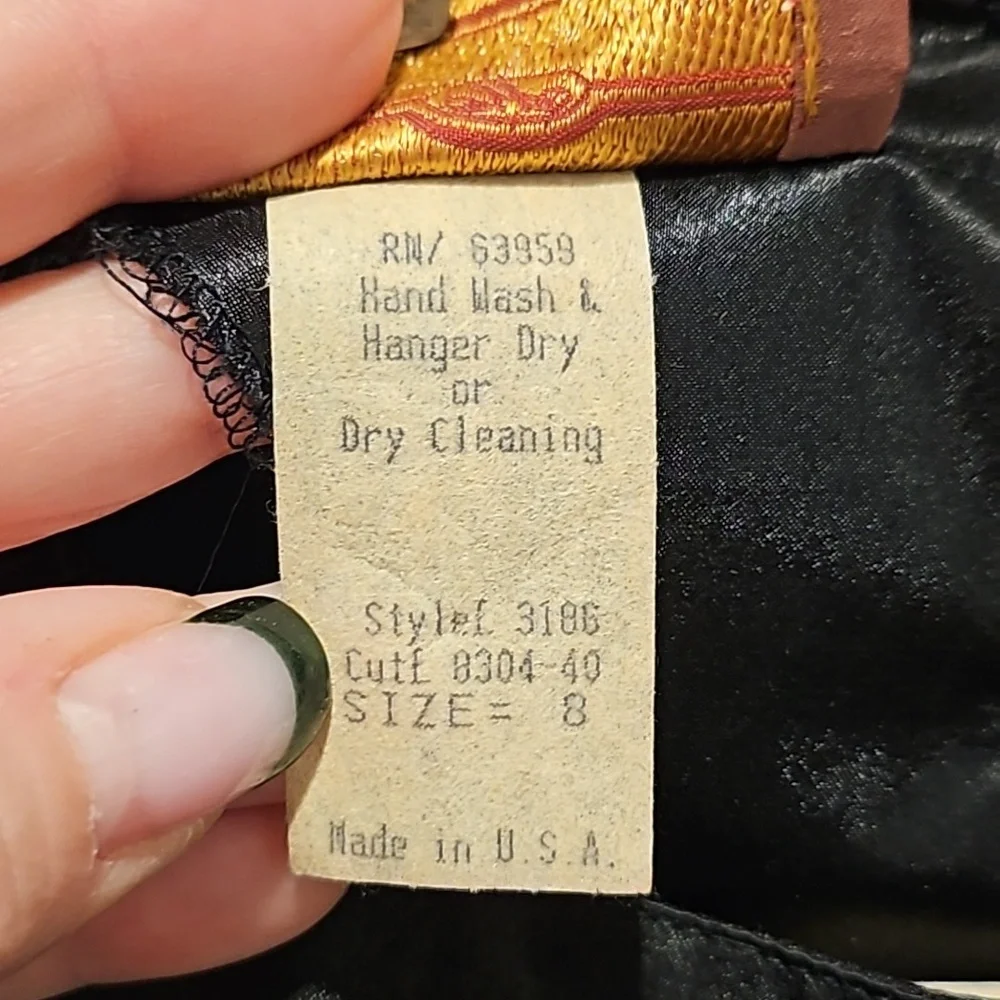 RN/ 63959
Hand Wash &
Hanger Dry
or
Dry Cleaning
Style£ 3186
Cut£ 8304-40
SIZE= 8
Made in U.S.A.